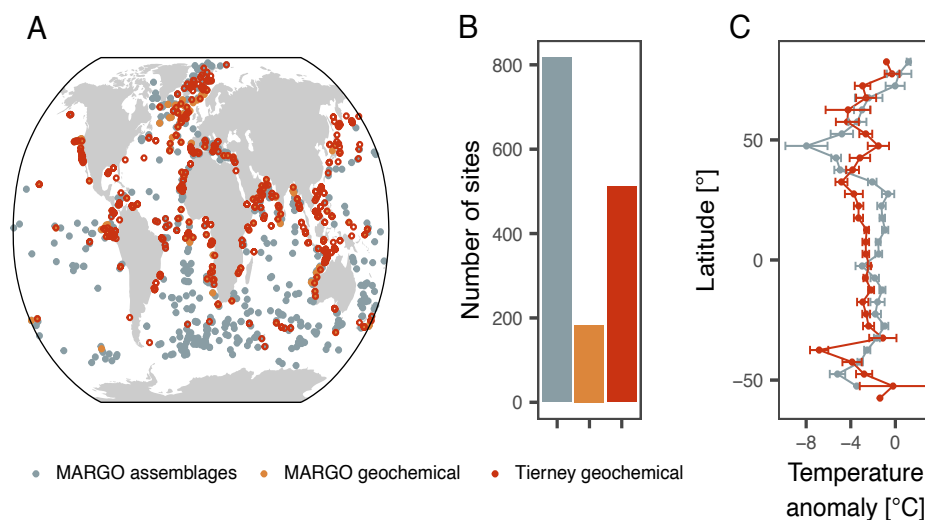 A
B
C
Number of sites
800
600
400
200
0
Latitude [°]
50
0
−50
−8
−4
0
Temperature
anomaly [°C]
MARGO assemblages
MARGO geochemical
Tierney geochemical